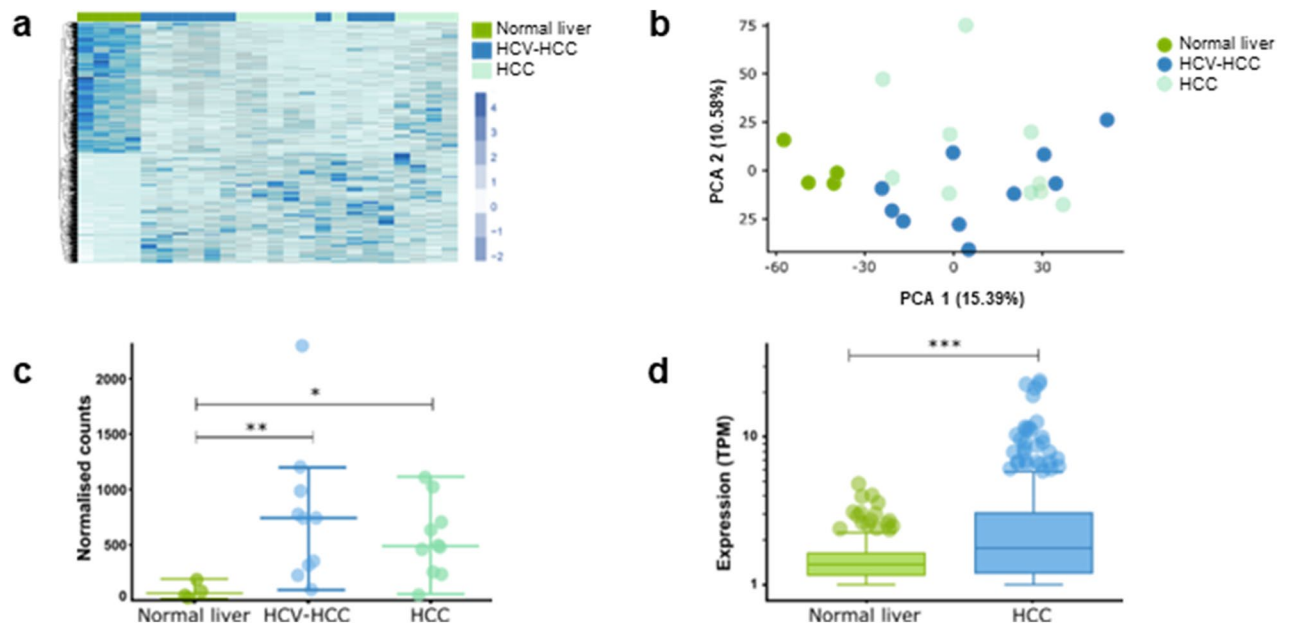 a
Normal liver
HCV-HCC
HCC
4
3
2
1
0
−1
−2
b
PCA 2 (10.58%)
75
50
25
0
25
-60
-30
0
30
PCA 1 (15.39%)
Normal liver
HCV-HCC
HCC
c
Normalised counts
2000
1500
1000
500
0
*
**
Normal liver
HCV-HCC
HCC
d
Expression (TPM)
10
1
***
Normal liver
HCC